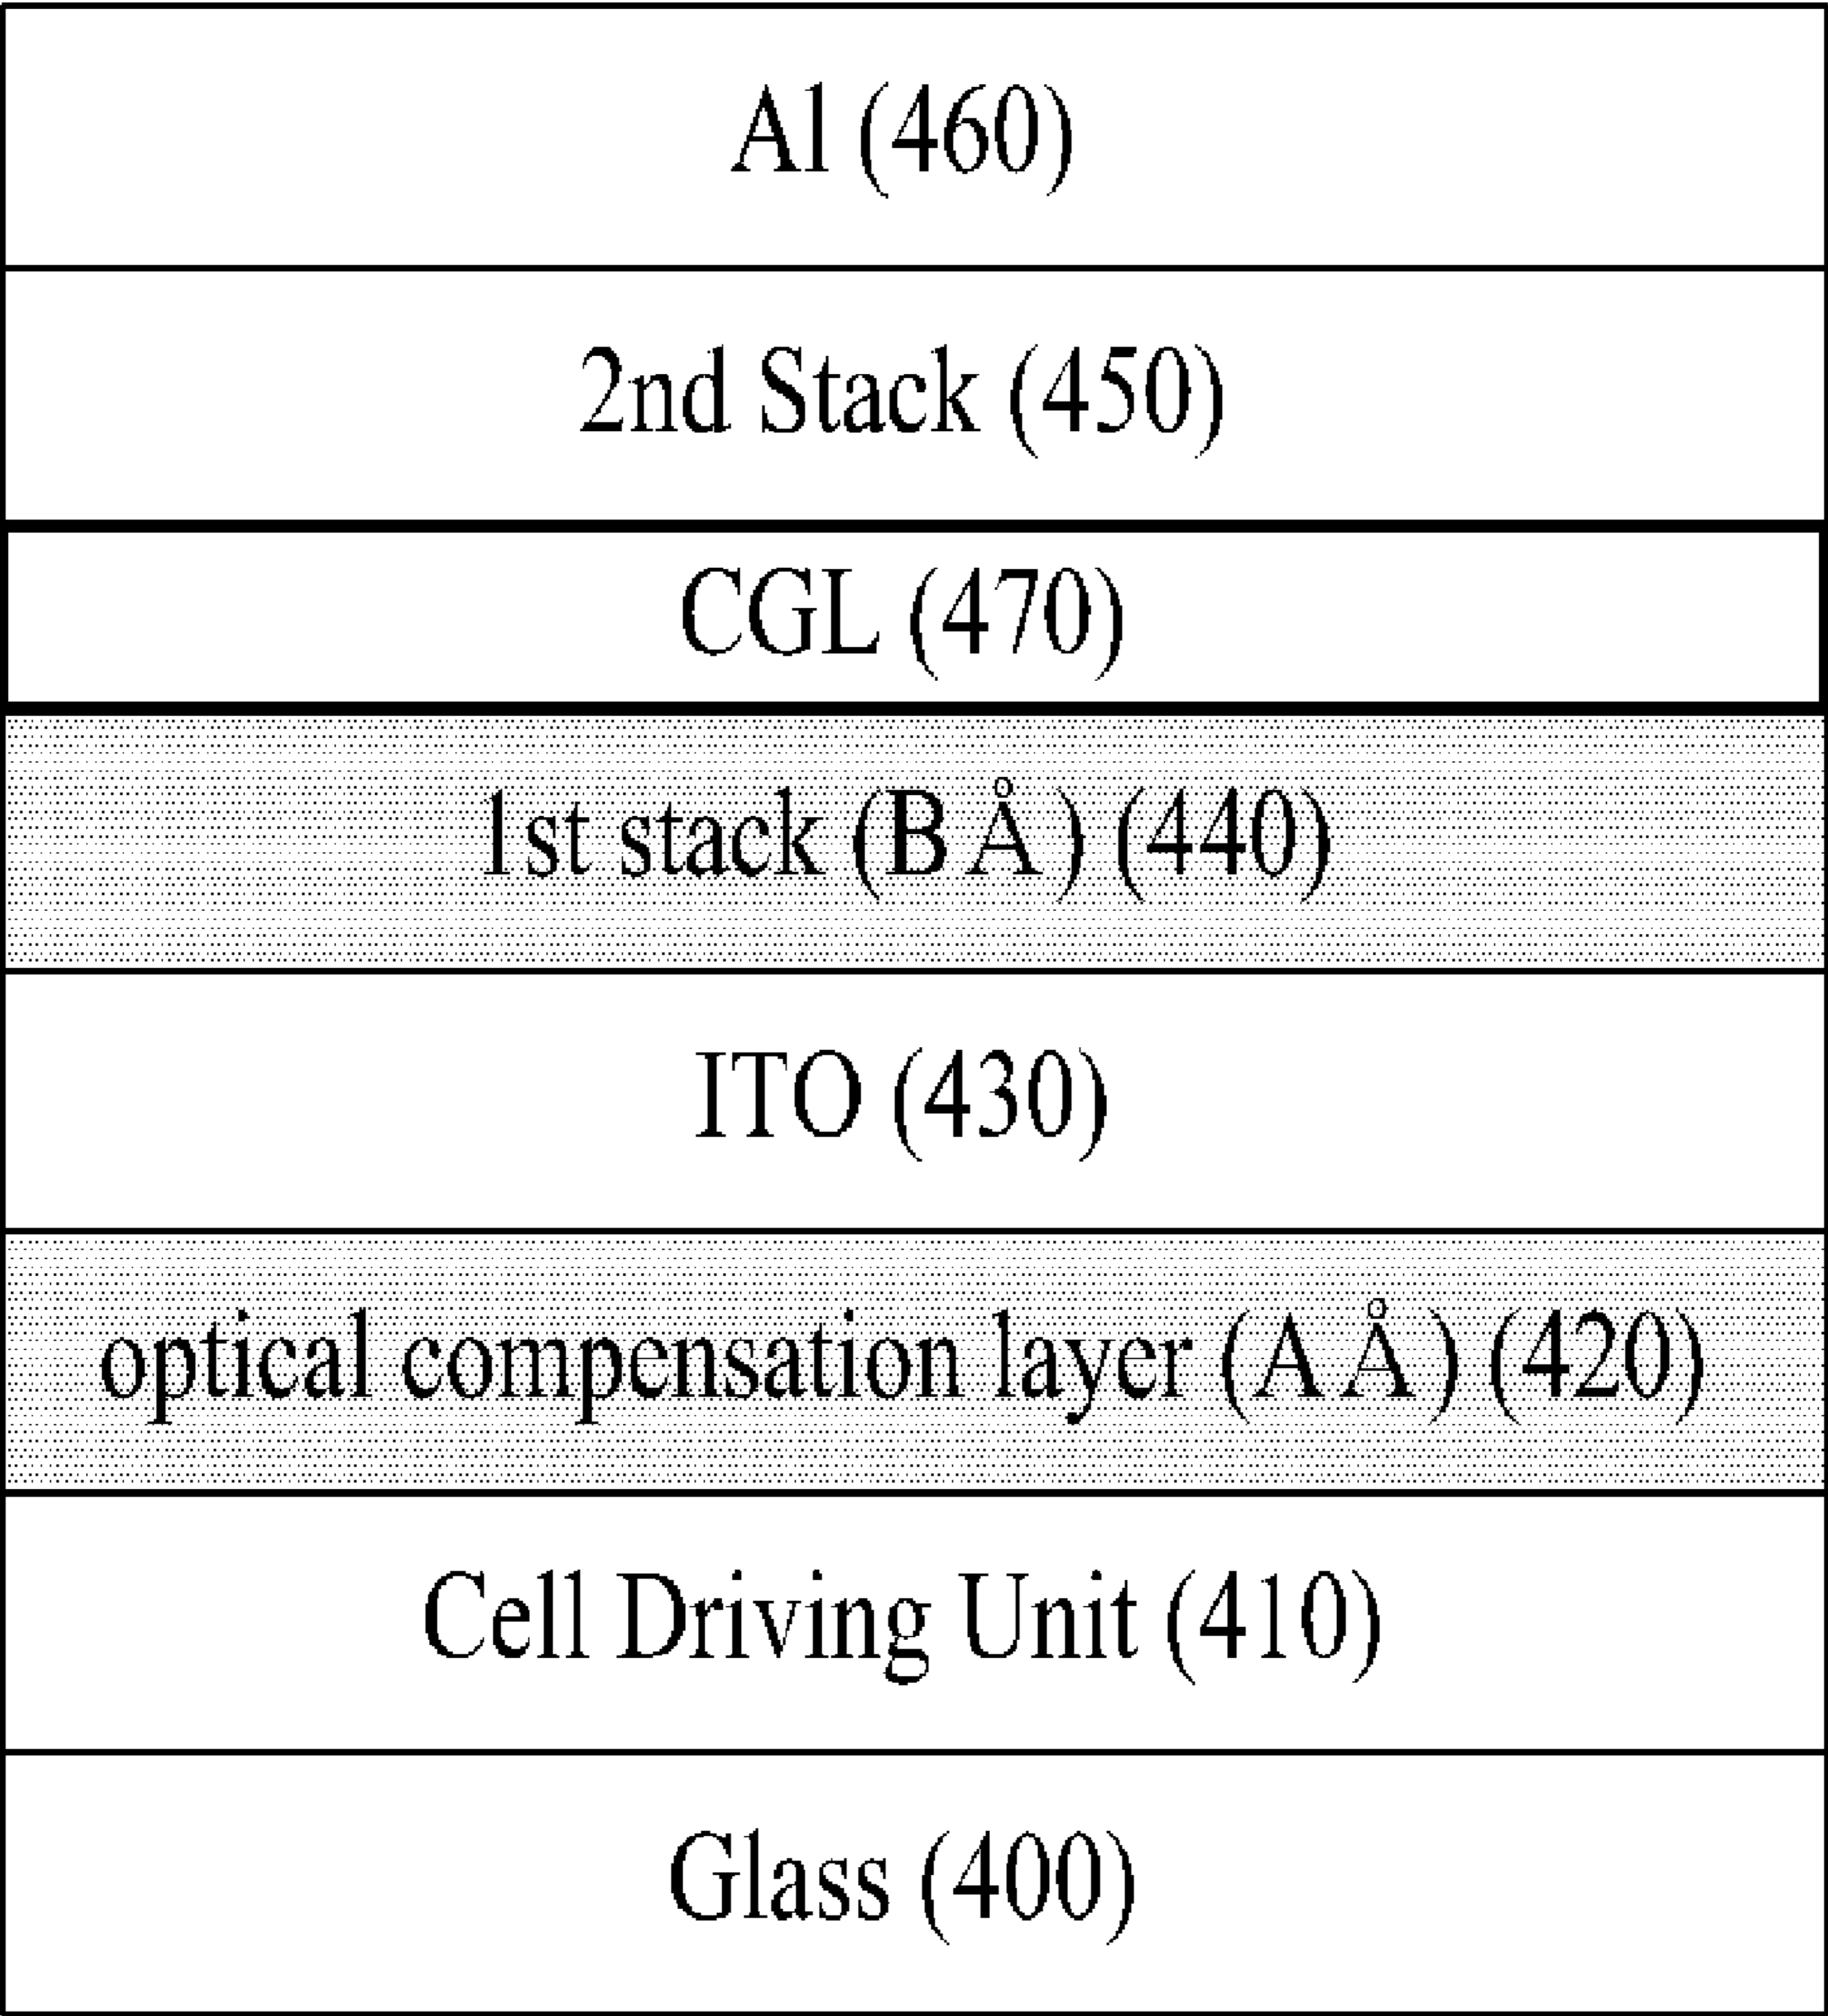 Al (460)
2nd Stack (450)
CGL (470)
1st stack (B Å) (440)
ITO (430)
optical compensation layer (A Å) (420)
Cell Driving Unit (410)
Glass (400)